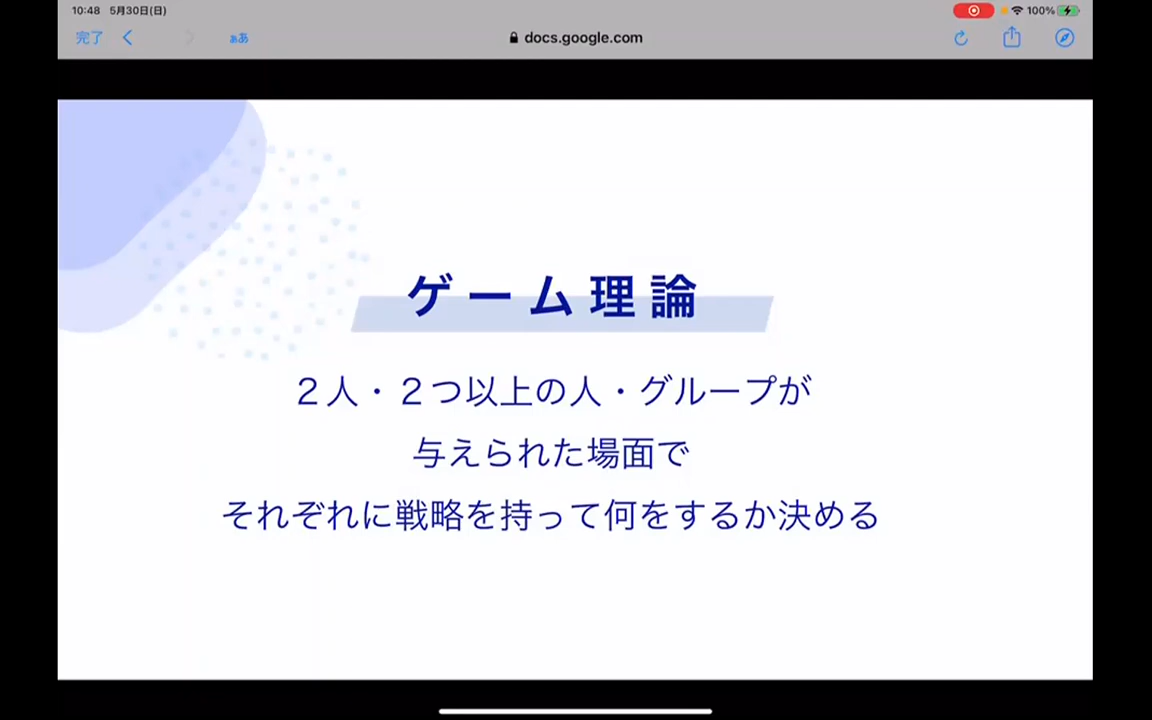 10:48 5月30日(日)
100%
完了
ぁあ
docs.google.com
ゲーム理論
２人・２つ以上の人・グループが
与えられた場面で
それぞれに戦略を持って何をするか決める